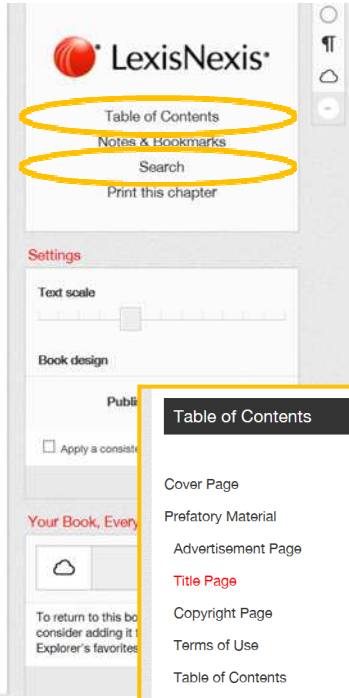 LexisNexis®
Table of Contents
Notes & Bookmarks
Search
Print this chapter
Settings
Text scale
Book design
Publi
Apply a consiste
Your Book, Every
To return to this bo
consider adding it t
Explorer's favorites
Table of Contents
Cover Page
Prefatory Material
Advertisement Page
Title Page
Copyright Page
Terms of Use
Table of Contents